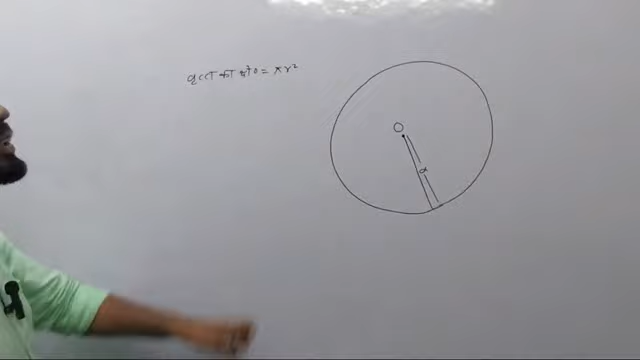 वृत्त का क्षे० = πr²
O
r